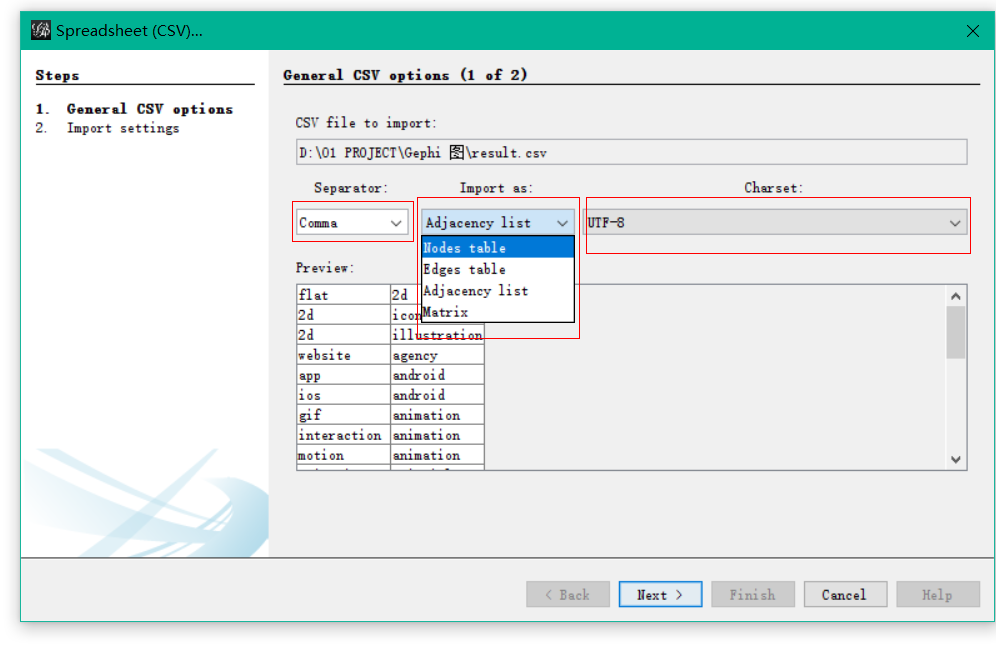 Spreadsheet (CSV)...
Steps
1. General CSV options
2. Import settings
General CSV options (1 of 2)
CSV file to import:
D:\01 PROJECT\Gephi 图\result.csv
Separator: Import as: Charset:
Comma Adjacency list UTF-8
Nodes table
Edges table
Adjacency list
Matrix
Preview:
flat 2d
2d icon
2d illustration
website agency
app android
ios android
gif animation
interaction animation
motion animation
< Back Next > Finish Cancel Help